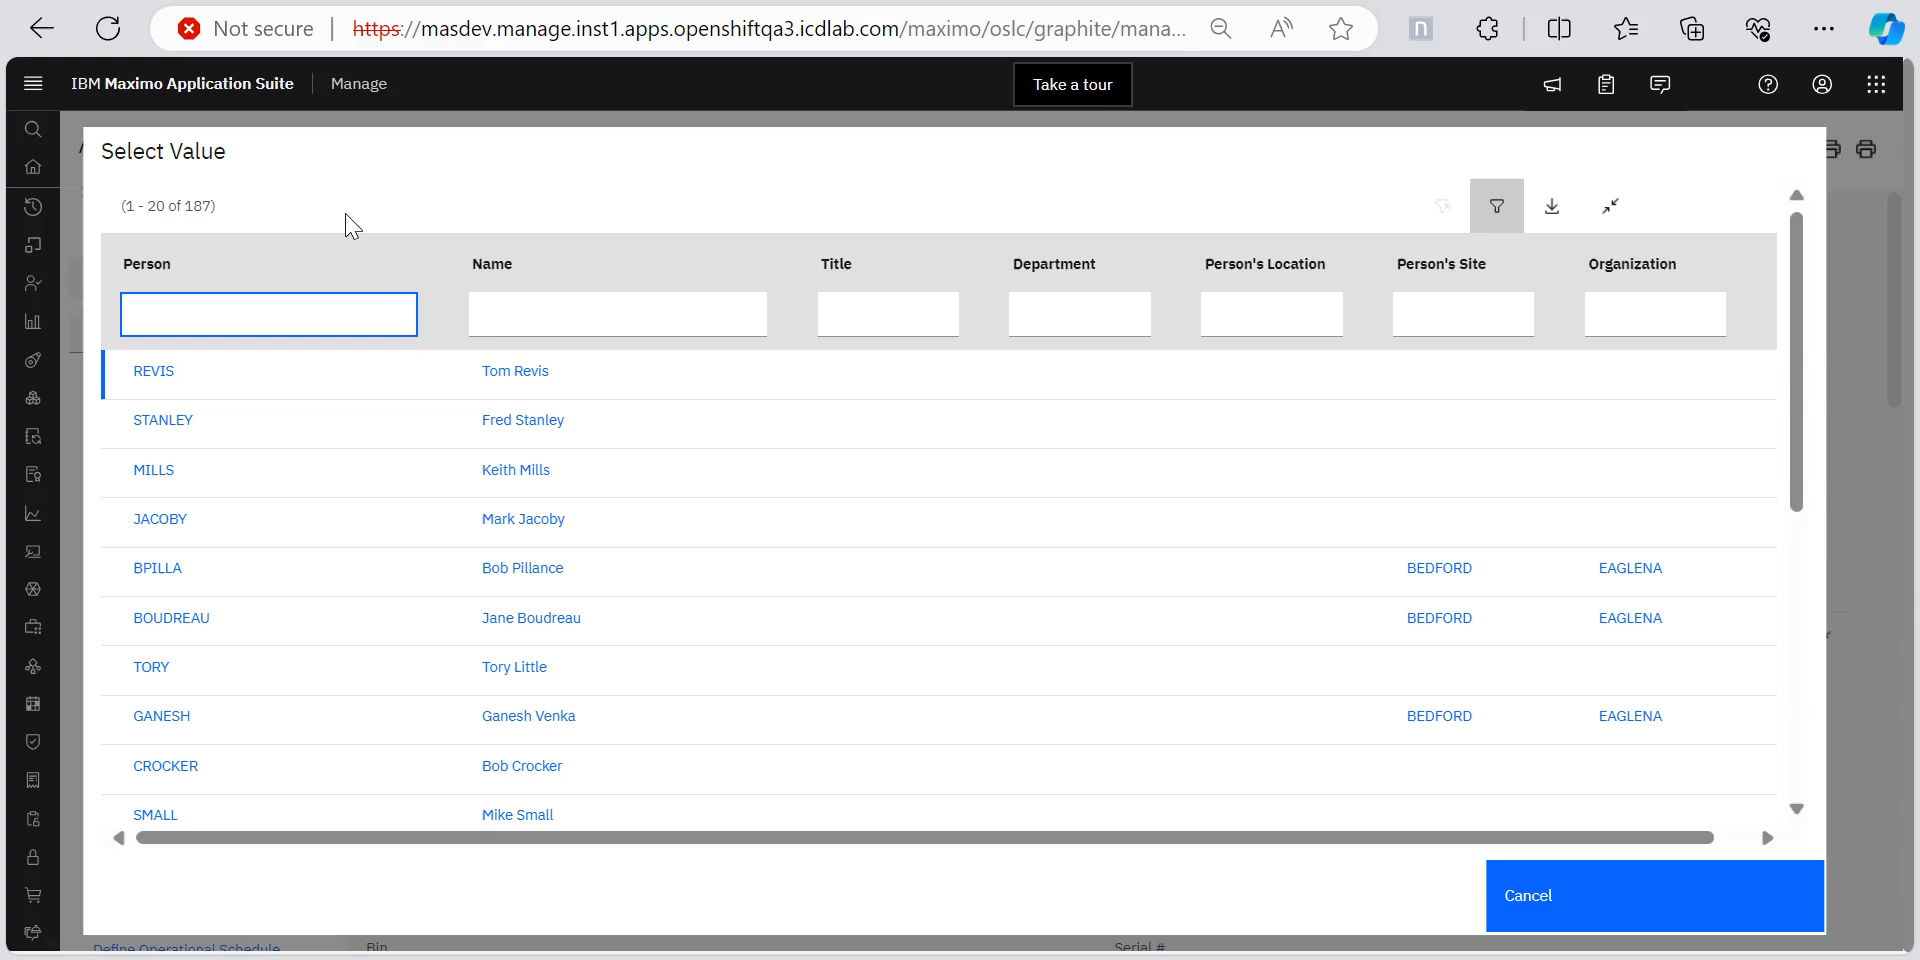 Not secure
https://masdev.manage.inst1.apps.openshiftqa3.icdlab.com/maximo/oslc/graphite/mana...
IBM Maximo Application Suite
Manage
Take a tour
Select Value
(1 - 20 of 187)
Person Name Title Department Person's Location Person's Site Organization
REVIS Tom Revis
STANLEY Fred Stanley
MILLS Keith Mills
JACOBY Mark Jacoby
BPILLA Bob Pillance BEDFORD EAGLENA
BOUDREAU Jane Boudreau BEDFORD EAGLENA
TORY Tory Little
GANESH Ganesh Venka BEDFORD EAGLENA
CROCKER Bob Crocker
SMALL Mike Small
Cancel
Define Operational Schedule Bin Serial #